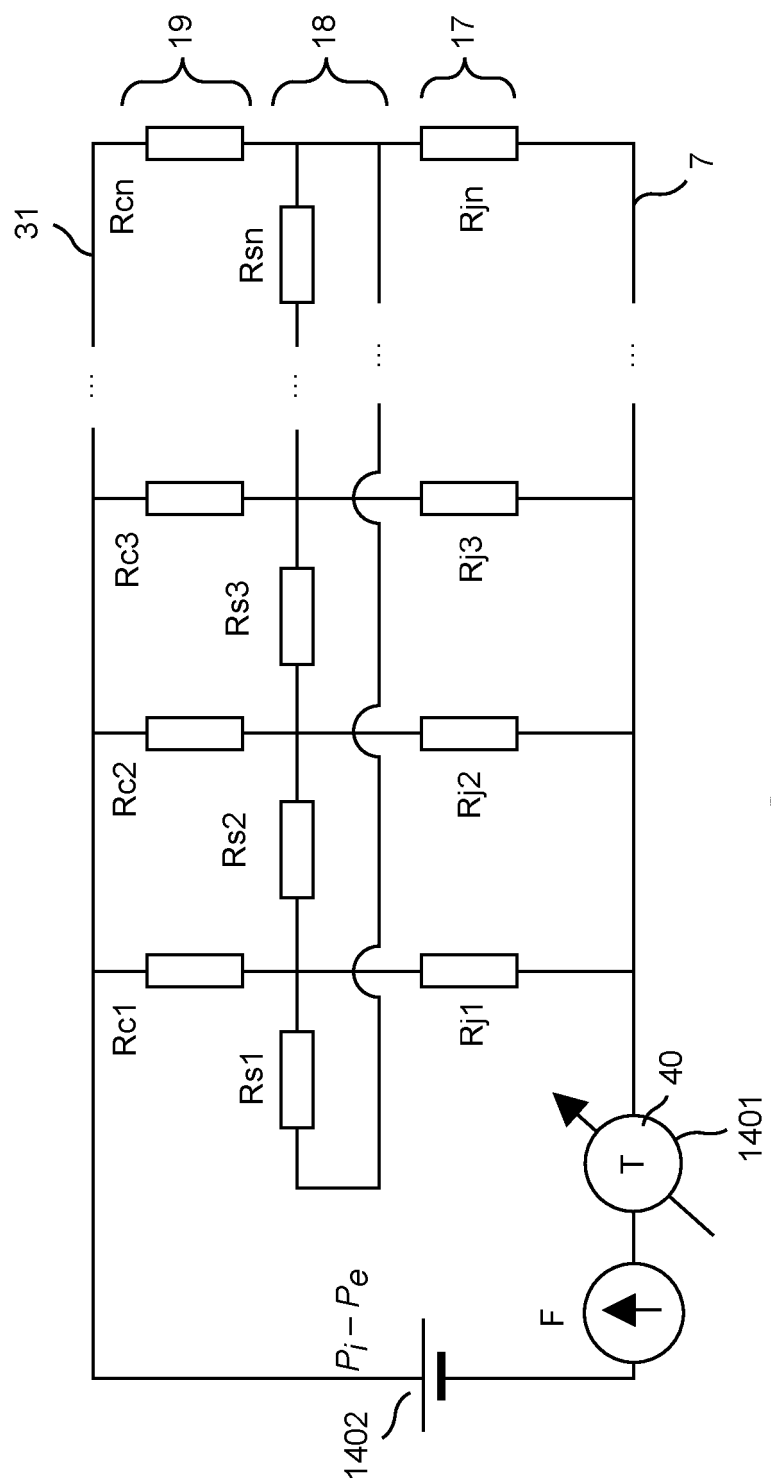 19
18
17
31
Rcn
Rsn
Rjn
7
...
...
...
...
Rc3
Rs3
Rj3
Rc2
Rs2
Rj2
Rc1
Rs1
Rj1
40
1401
T
F
Pi – Pe
1402